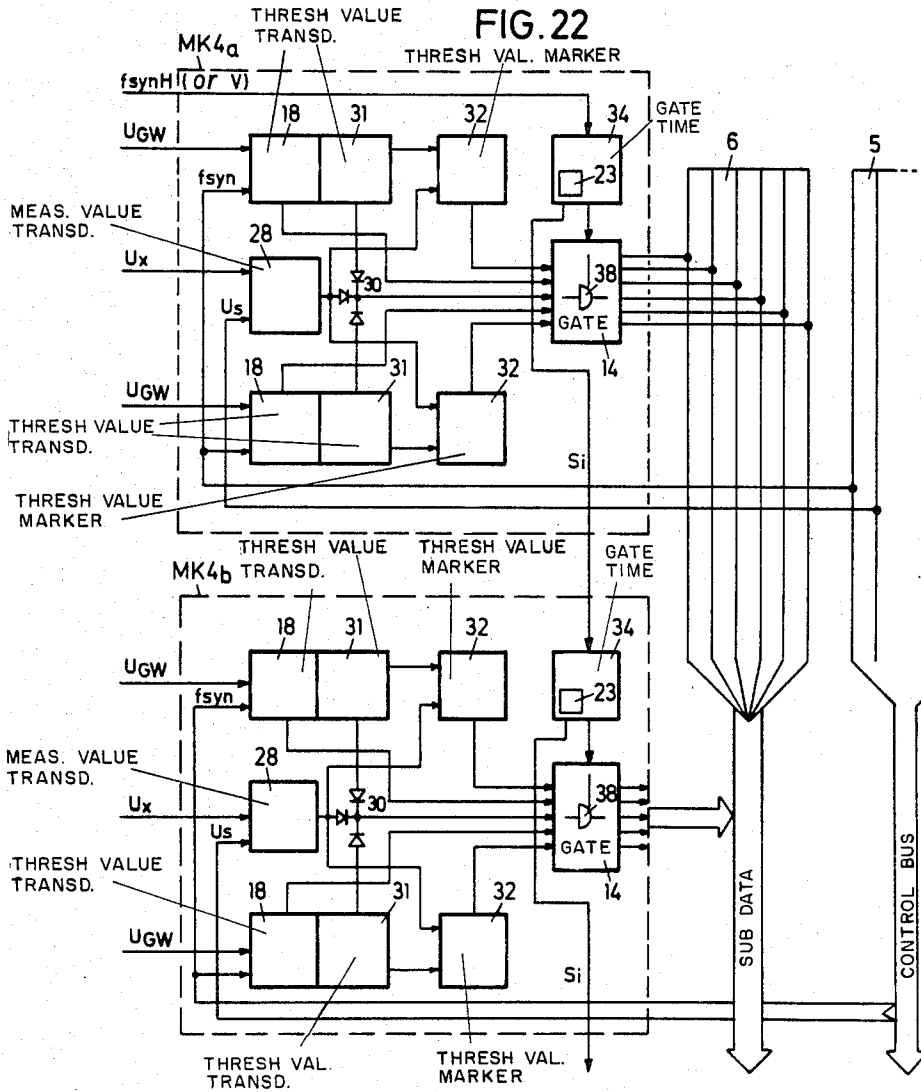 THRESH VALUE
TRANSD.
FIG. 22
MK4a
THRESH VAL. MARKER
fsynH (or V)
18
31
32
34
GATE
TIME
6
5
UGW
fsyn
23
MEAS. VALUE
TRANSD.
28
Ux
30
38
Us
GATE
14
18
31
32
UGW
THRESH VALUE
TRANSD.
Si
THRESH VALUE
MARKER
THRESH VALUE
TRANSD.
THRESH VALUE
MARKER
GATE
TIME
MK4b
18
31
32
34
UGW
23
fsyn
MEAS. VALUE
TRANSD.
28
Ux
30
38
Us
GATE
14
THRESH VALUE
TRANSD.
18
31
32
UGW
Si
SUB DATA
CONTROL BUS
THRESH VAL.
TRANSD.
THRESH VAL.
MARKER